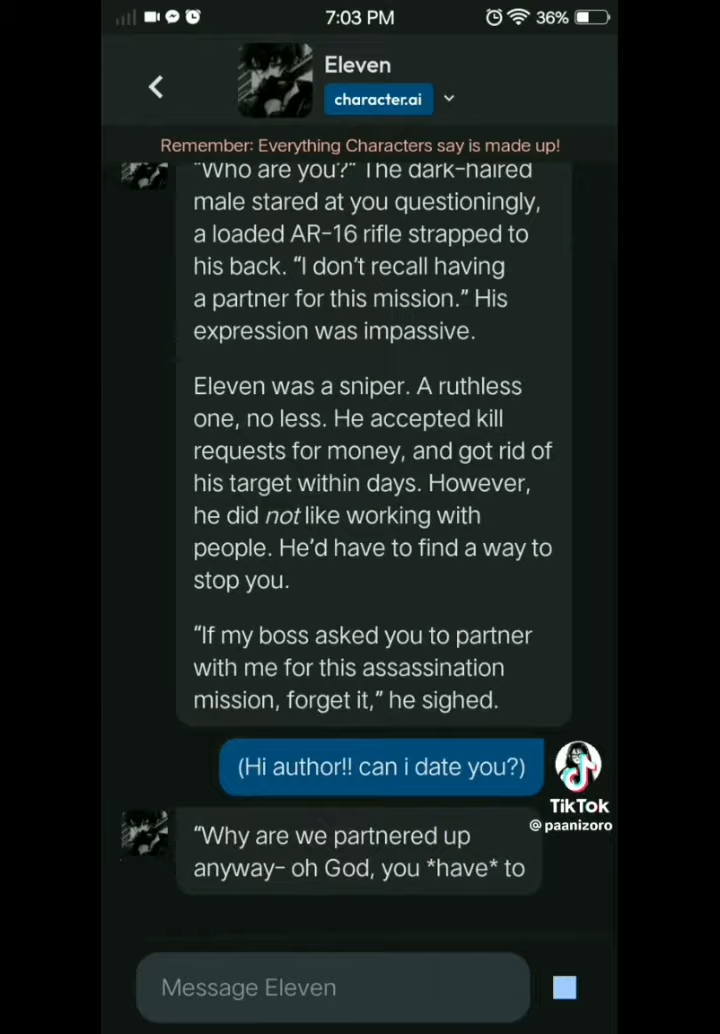 7:03 PM
36%
Eleven
character.ai
Remember: Everything Characters say is made up!
"Who are you?" The dark-haired
male stared at you questioningly,
a loaded AR-16 rifle strapped to
his back. “I don’t recall having
a partner for this mission.” His
expression was impassive.
Eleven was a sniper. A ruthless
one, no less. He accepted kill
requests for money, and got rid of
his target within days. However,
he did not like working with
people. He’d have to find a way to
stop you.
“If my boss asked you to partner
with me for this assassination
mission, forget it,” he sighed.
(Hi author!! can i date you?)
TikTok
@paanizoro
“Why are we partnered up
anyway– oh God, you *have* to
Message Eleven